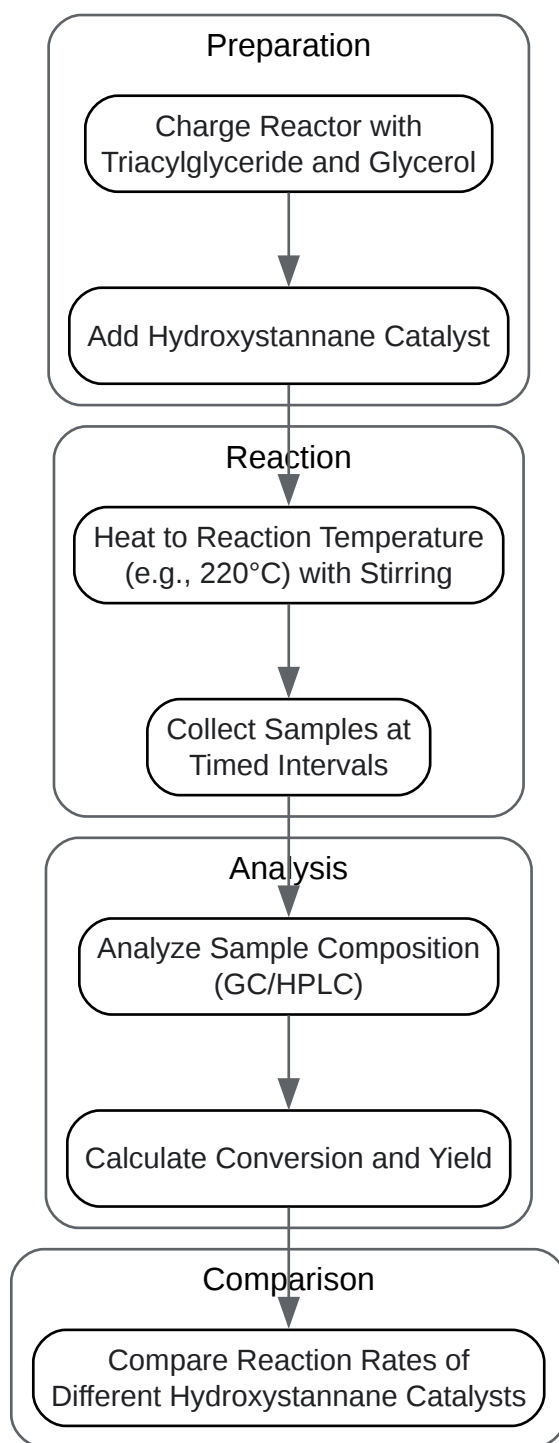 Preparation
Charge Reactor with
Triacylglyceride and Glycerol
Add Hydroxystannane Catalyst
Reaction
Heat to Reaction Temperature
(e.g., 220°C) with Stirring
Collect Samples at
Timed Intervals
Analysis
Analyze Sample Composition
(GC/HPLC)
Calculate Conversion and Yield
Comparison
Compare Reaction Rates of
Different Hydroxystannane Catalysts